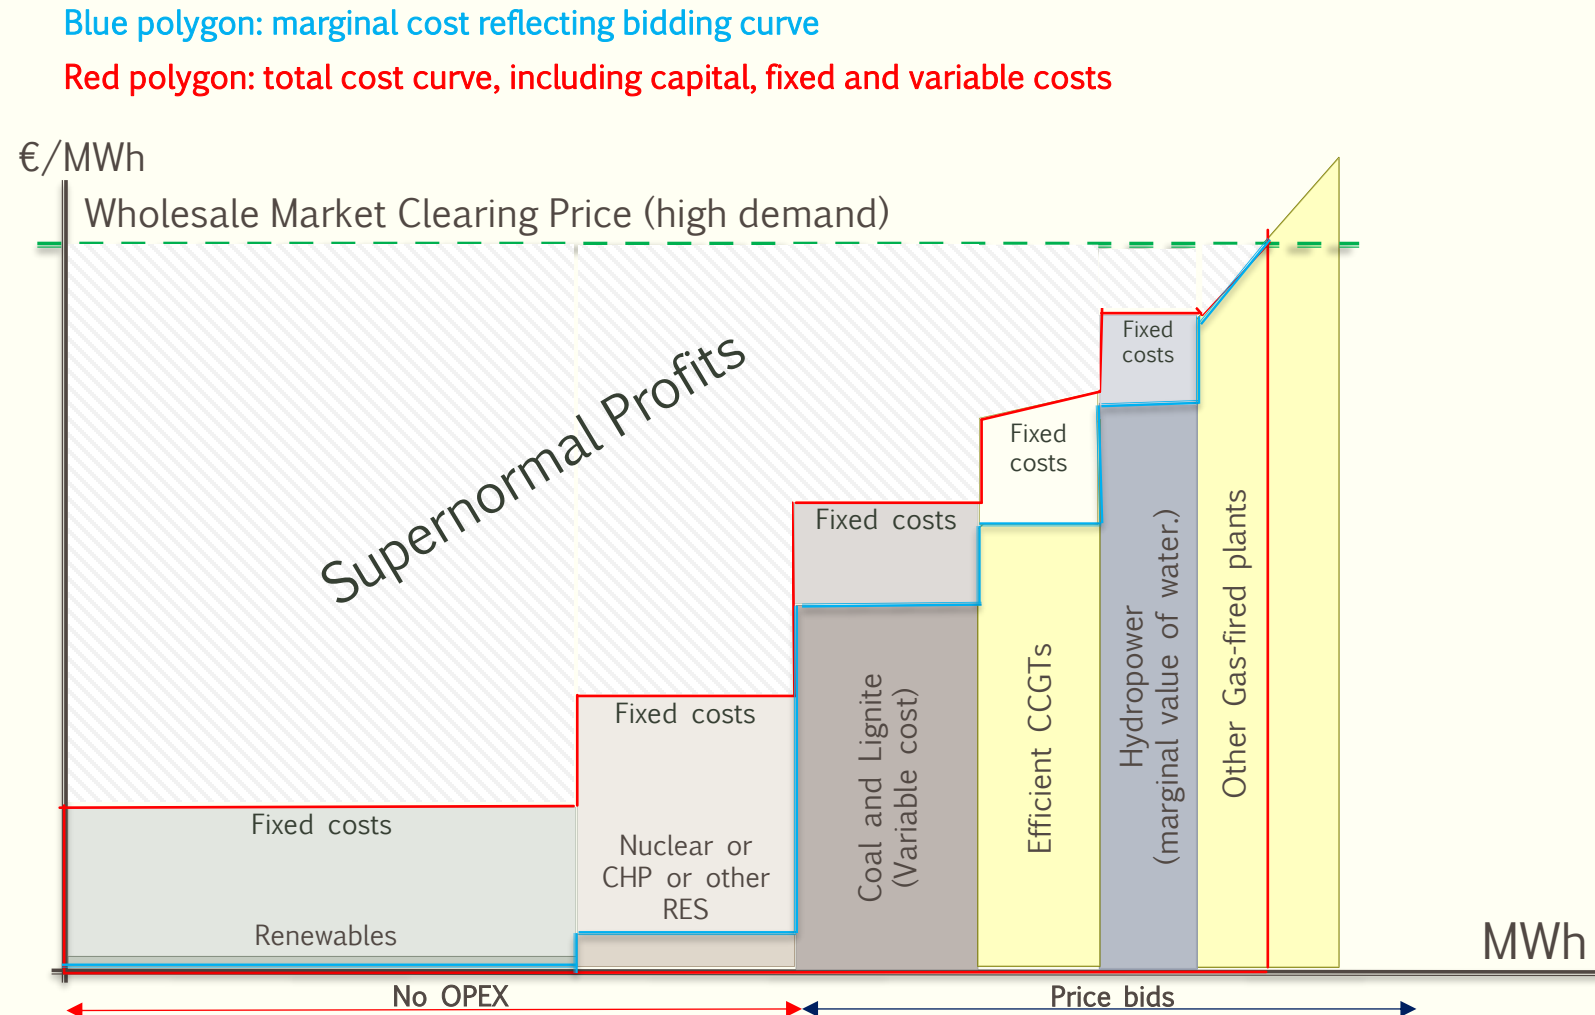 Blue polygon: marginal cost reflecting bidding curve
Red polygon: total cost curve, including capital, fixed and variable costs
€/MWh
Wholesale Market Clearing Price (high demand)
Supernormal Profits
Fixed
costs
Fixed
costs
Fixed costs
Fixed costs
Fixed costs
Nuclear or
CHP or other
RES
Renewables
Coal and Lignite
(Variable cost)
Efficient CCGTs
Hydropower
(marginal value of water.)
Other Gas-fired plants
MWh
No OPEX
Price bids